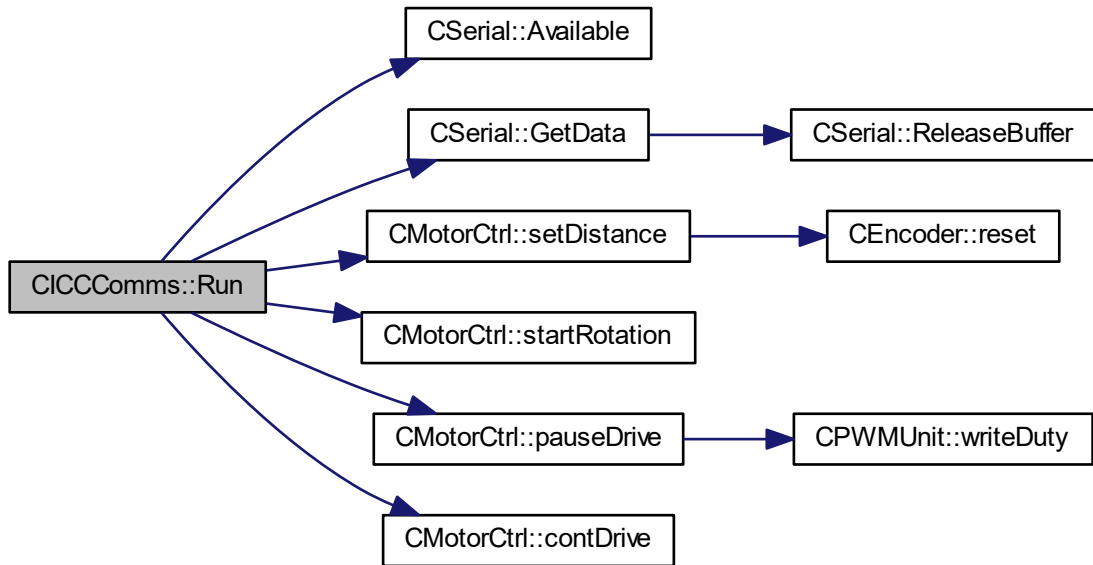 CSerial::Available
CSerial::GetData
CSerial::ReleaseBuffer
CMotorCtrl::setDistance
CEncoder::reset
CICCComms::Run
CMotorCtrl::startRotation
CMotorCtrl::pauseDrive
CPWMUnit::writeDuty
CMotorCtrl::contDrive